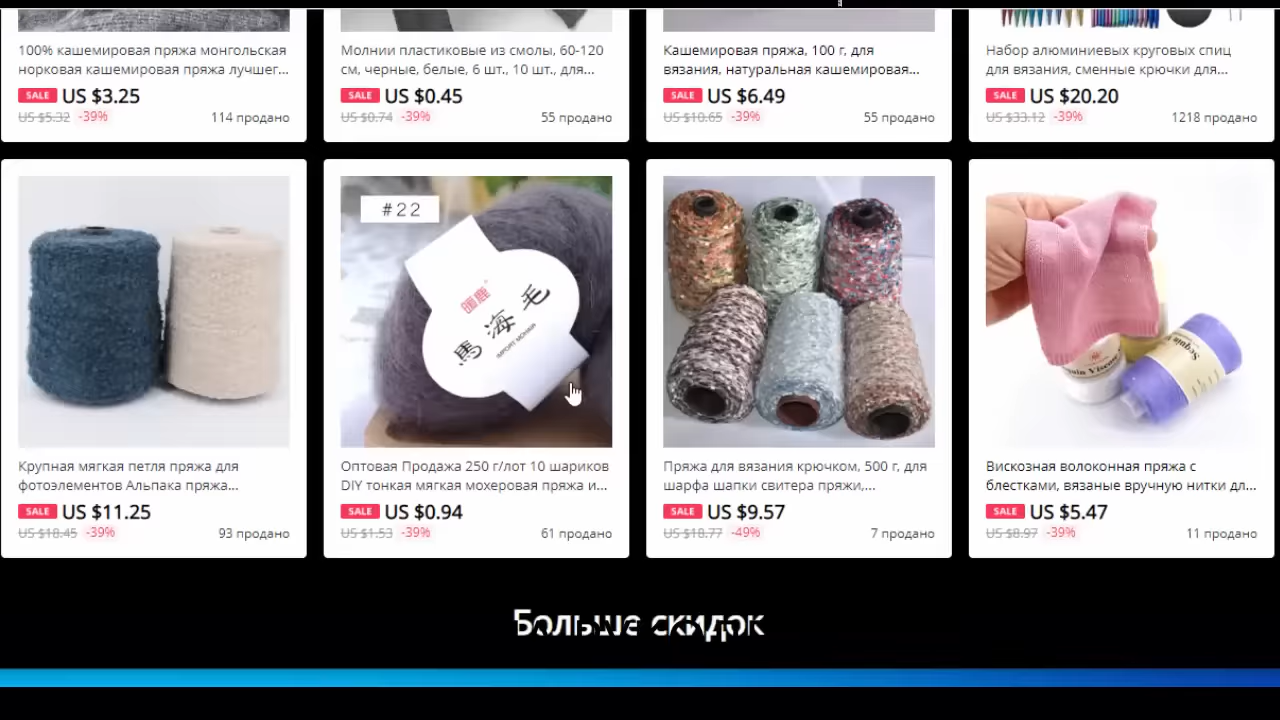 100% кашемировая пряжа монгольская
норковая кашемировая пряжа лучшег...
SALE US $3.25
US $5.32 -39% 114 продано
Молнии пластиковые из смолы, 60-120
см, черные, белые, 6 шт., 10 шт., для...
SALE US $0.45
US $0.74 -39% 55 продано
Кашемировая пряжа, 100 г, для
вязания, натуральная кашемировая...
SALE US $6.49
US $10.65 -39% 55 продано
Набор алюминиевых круговых спиц
для вязания, сменные крючки для...
SALE US $20.20
US $33.12 -39% 1218 продано
Крупная мягкая петля пряжа для
фотоэлементов Альпака пряжа...
SALE US $11.25
US $18.45 -39% 93 продано
#22
馬海毛
IMPORT MOHAIR
Оптовая Продажа 250 г/лот 10 шариков
DIY тонкая мягкая мохеровая пряжа и...
SALE US $0.94
US $1.53 -39% 61 продано
Пряжа для вязания крючком, 500 г, для
шарфа шапки свитера пряжи,...
SALE US $9.57
US $18.77 -49% 7 продано
Вискозная волоконная пряжа с
блестками, вязаные вручную нитки дл...
SALE US $5.47
US $8.97 -39% 11 продано
Больше скидок